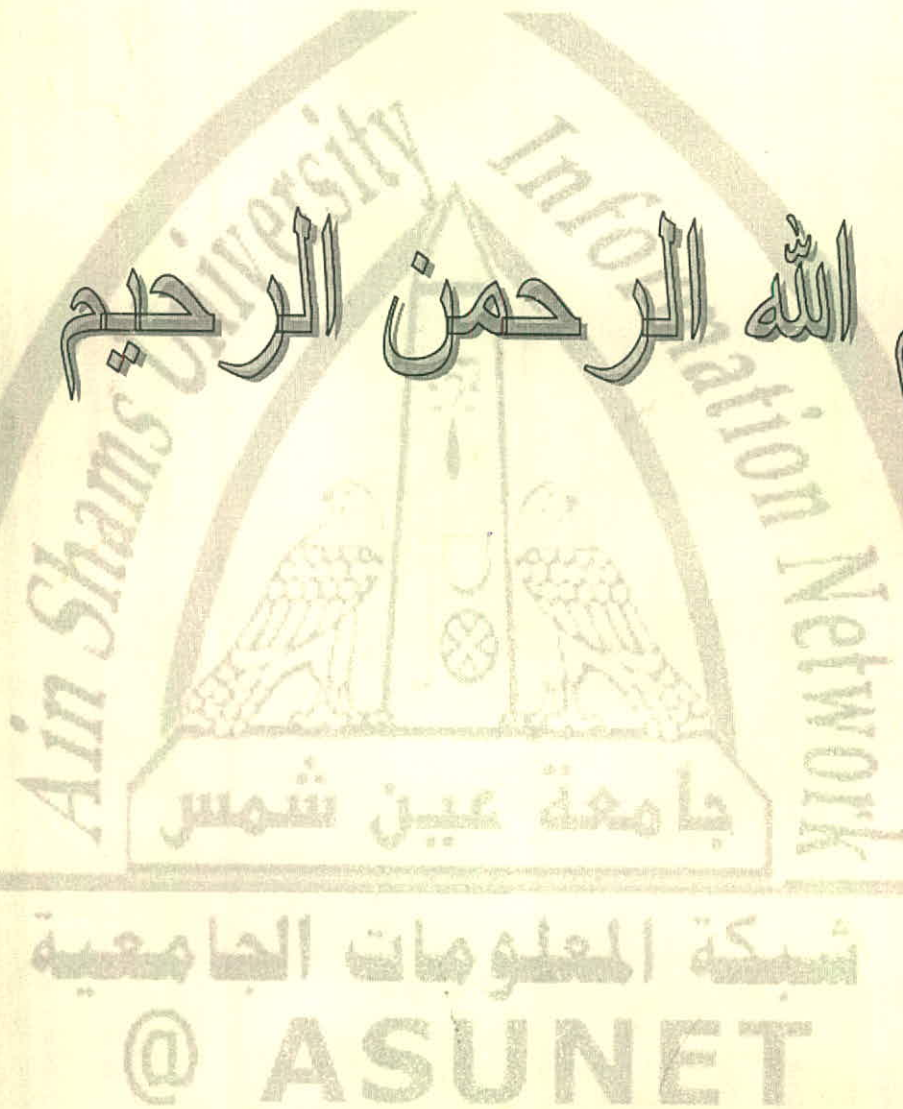 Ain Shams University Information Network
الله الرحمن الرحيم
جامعة عين شمس
شبكة المعلومات الجامعية
@ ASUNET